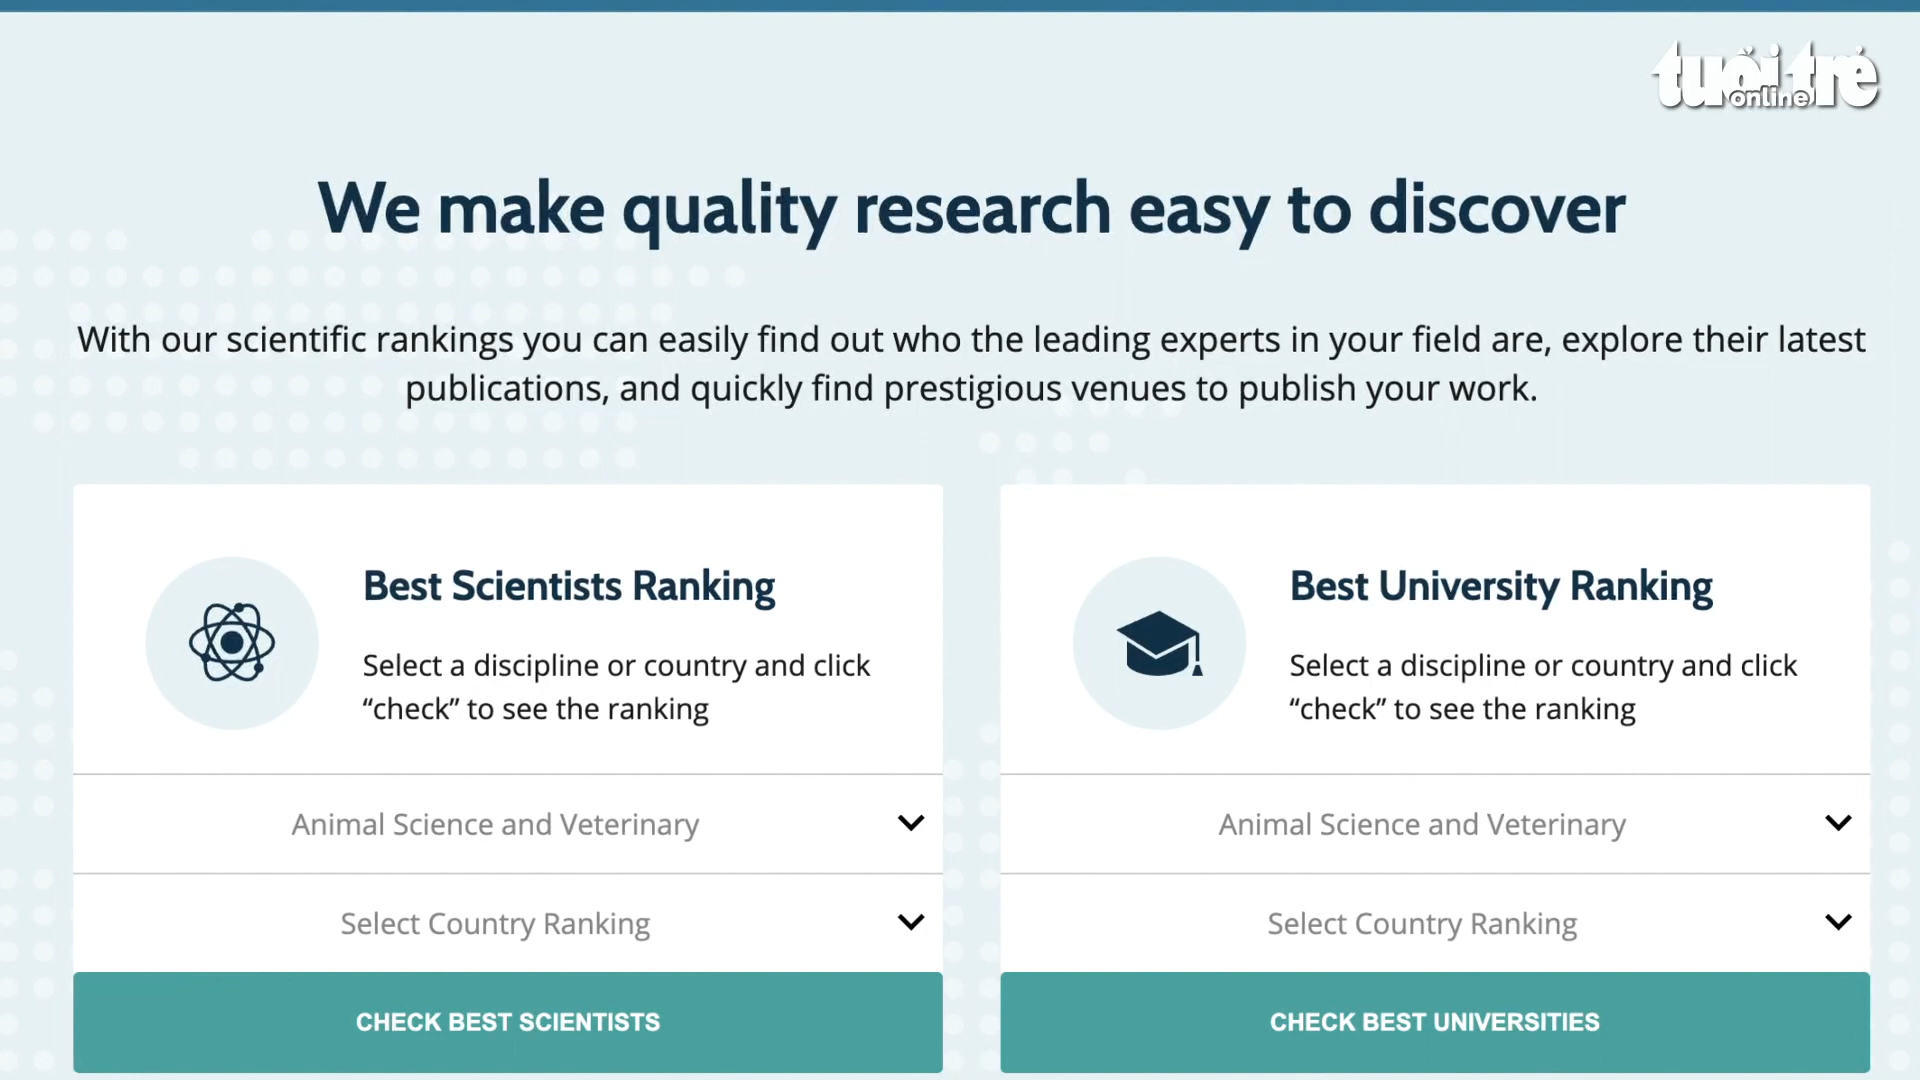 tuổi trẻ
online
We make quality research easy to discover
With our scientific rankings you can easily find out who the leading experts in your field are, explore their latest
publications, and quickly find prestigious venues to publish your work.
Best Scientists Ranking
Select a discipline or country and click
“check” to see the ranking
Animal Science and Veterinary
Select Country Ranking
CHECK BEST SCIENTISTS
Best University Ranking
Select a discipline or country and click
“check” to see the ranking
Animal Science and Veterinary
Select Country Ranking
CHECK BEST UNIVERSITIES